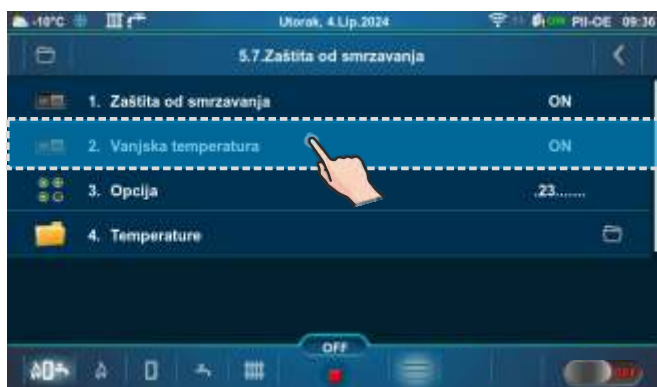 -10°C Utorak, 4.Lip.2024 ON PII-OE 09:36
5.7.Zaštita od smrzavanja
1. Zaštita od smrzavanja ON
2. Vanjska temperatura ON
3. Opcija .23.......
4. Temperature
OFF
OFF